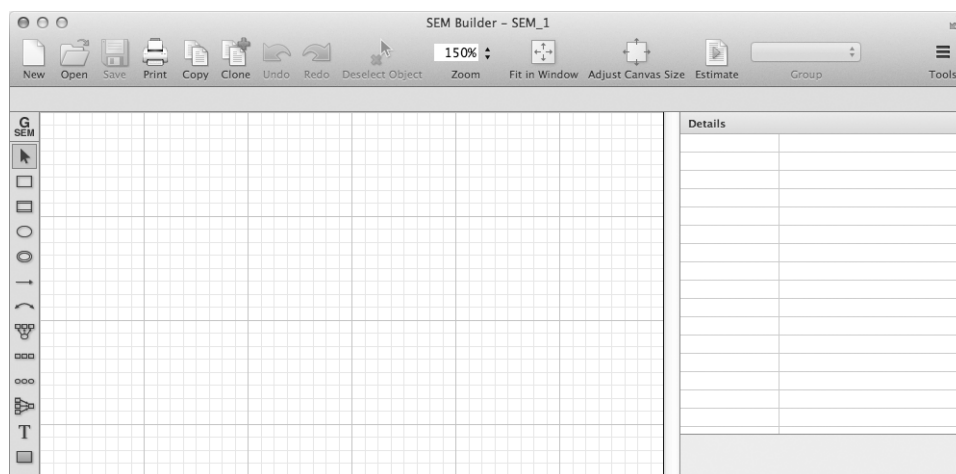 SEM Builder – SEM_1
150%
New Open Save Print Copy Clone Undo Redo Deselect Object Zoom Fit in Window Adjust Canvas Size Estimate Group Tools
G
SEM
Details
T